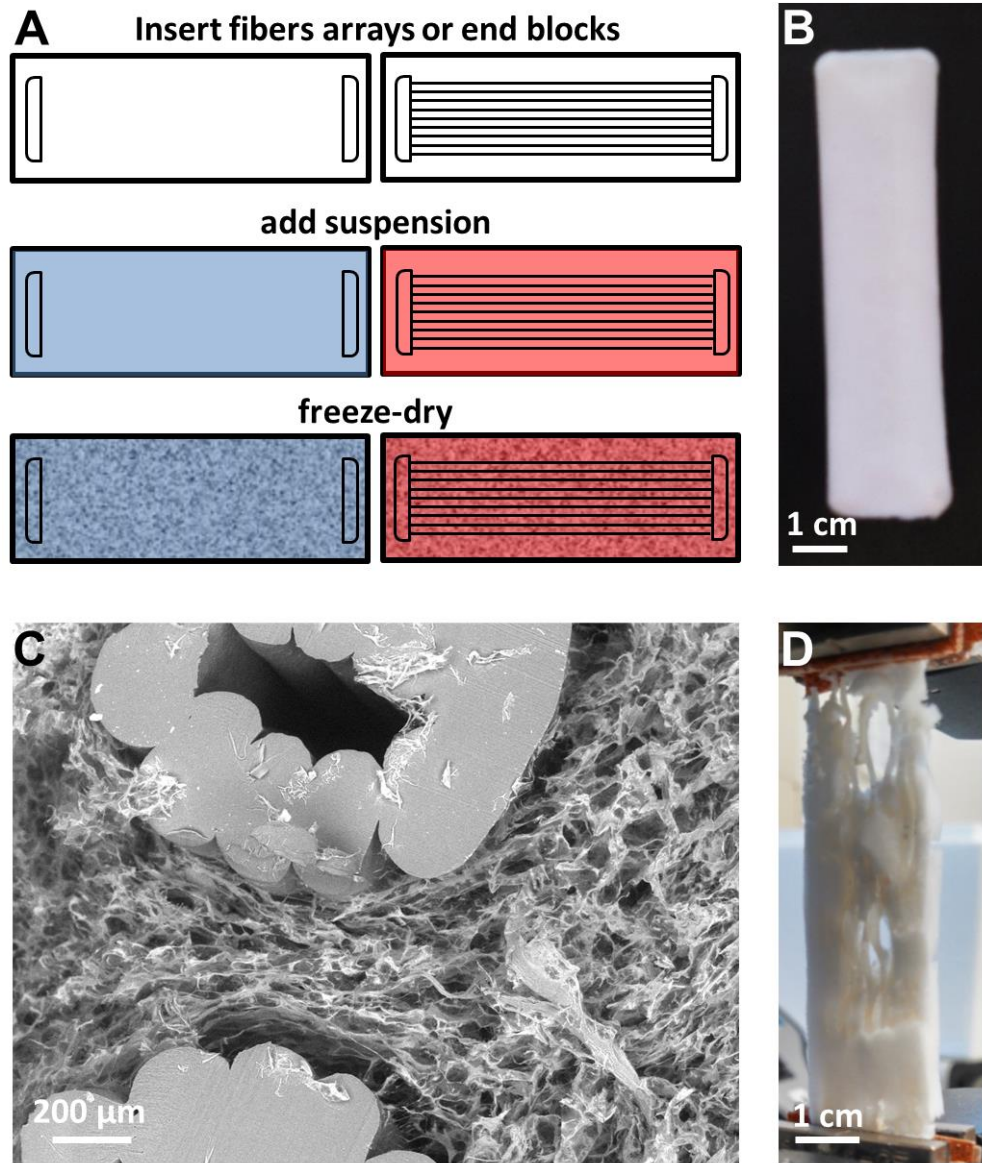 A
Insert fibers arrays or end blocks
add suspension
freeze-dry
B
1 cm
C
200 μm
D
1 cm